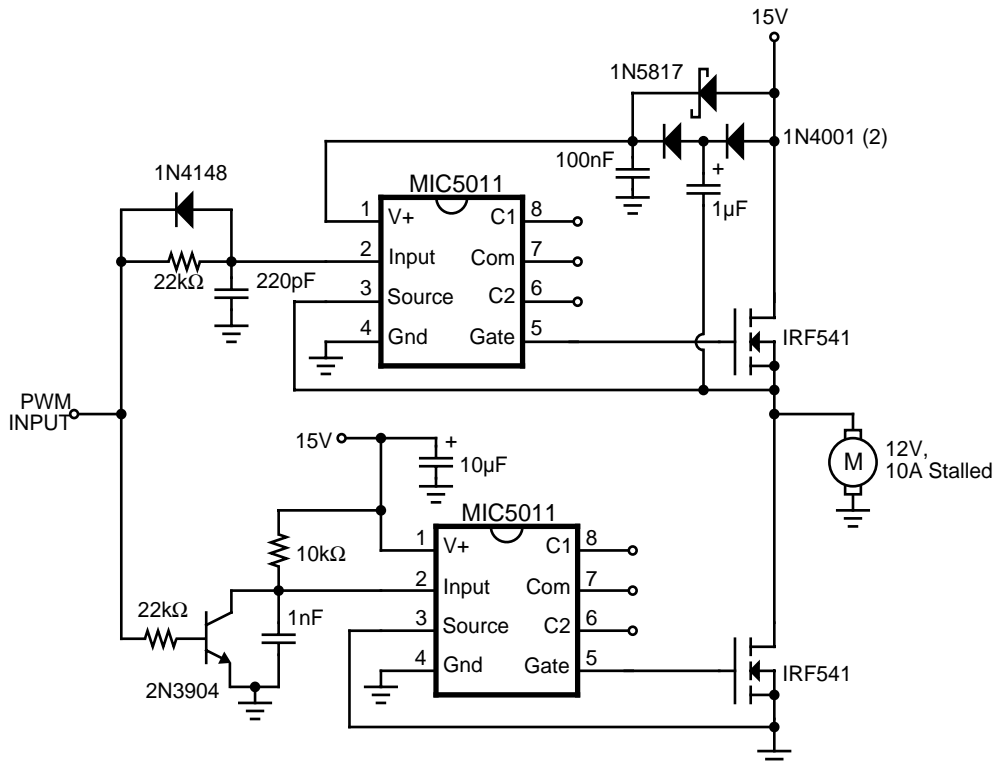 15V
1N5817
1N4001 (2)
100nF
+
1µF
1N4148
MIC5011
1 V+ C1 8
2 Input Com 7
3 Source C2 6
4 Gnd Gate 5
22kΩ
220pF
IRF541
PWM
INPUT
15V
+
10µF
M
12V,
10A Stalled
MIC5011
1 V+ C1 8
2 Input Com 7
3 Source C2 6
4 Gnd Gate 5
10kΩ
22kΩ
1nF
2N3904
IRF541